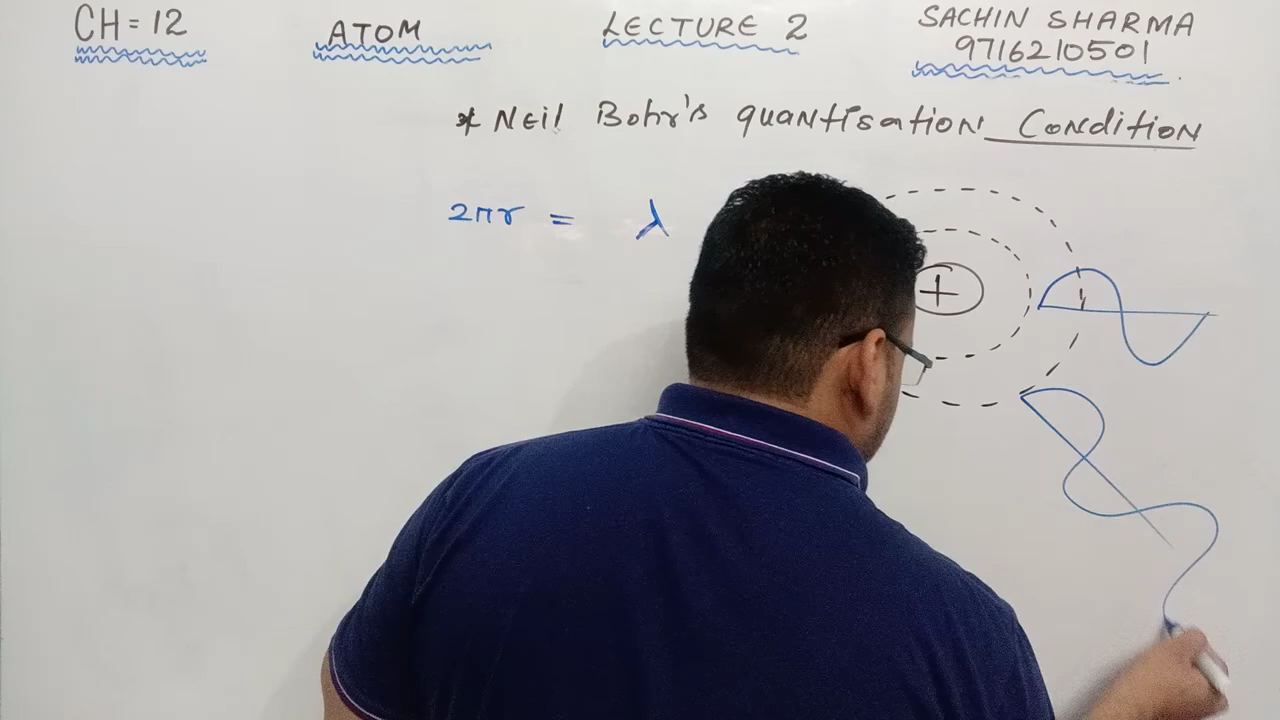 CH = 12 ATOM LECTURE 2 SACHIN SHARMA
9716210501
* NEil Bohr's quantisation Condition
2πr = λ
+